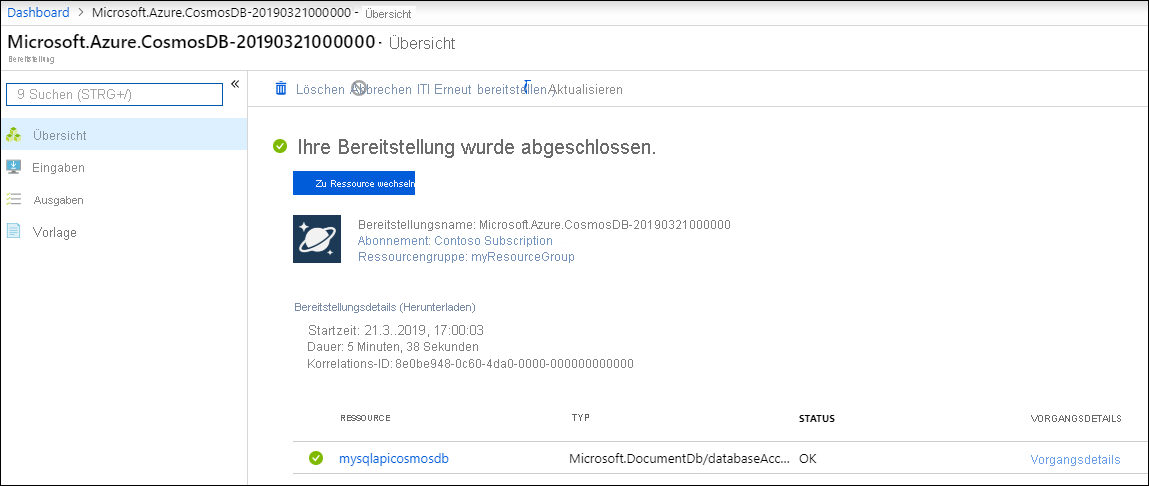 Dashboard > Microsoft.Azure.CosmosDB-20190321000000 - Übersicht
Microsoft.Azure.CosmosDB-20190321000000 · Übersicht
Bereitstellung
9 Suchen (STRG+/)
«
Löschen Abbrechen ITI Erneut bereitstellen Aktualisieren
Übersicht
Eingaben
Ausgaben
Vorlage
Ihre Bereitstellung wurde abgeschlossen.
Zu Ressource wechseln
Bereitstellungsname: Microsoft.Azure.CosmosDB-20190321000000
Abonnement: Contoso Subscription
Ressourcengruppe: myResourceGroup
Bereitstellungsdetails (Herunterladen)
Startzeit: 21.3..2019, 17:00:03
Dauer: 5 Minuten, 38 Sekunden
Korrelations-ID: 8e0be948-0c60-4da0-0000-000000000000
RESSOURCE TYP STATUS VORGANGSDETAILS
mysqlapicosmosdb Microsoft.DocumentDb/databaseAcc... OK Vorgangsdetails